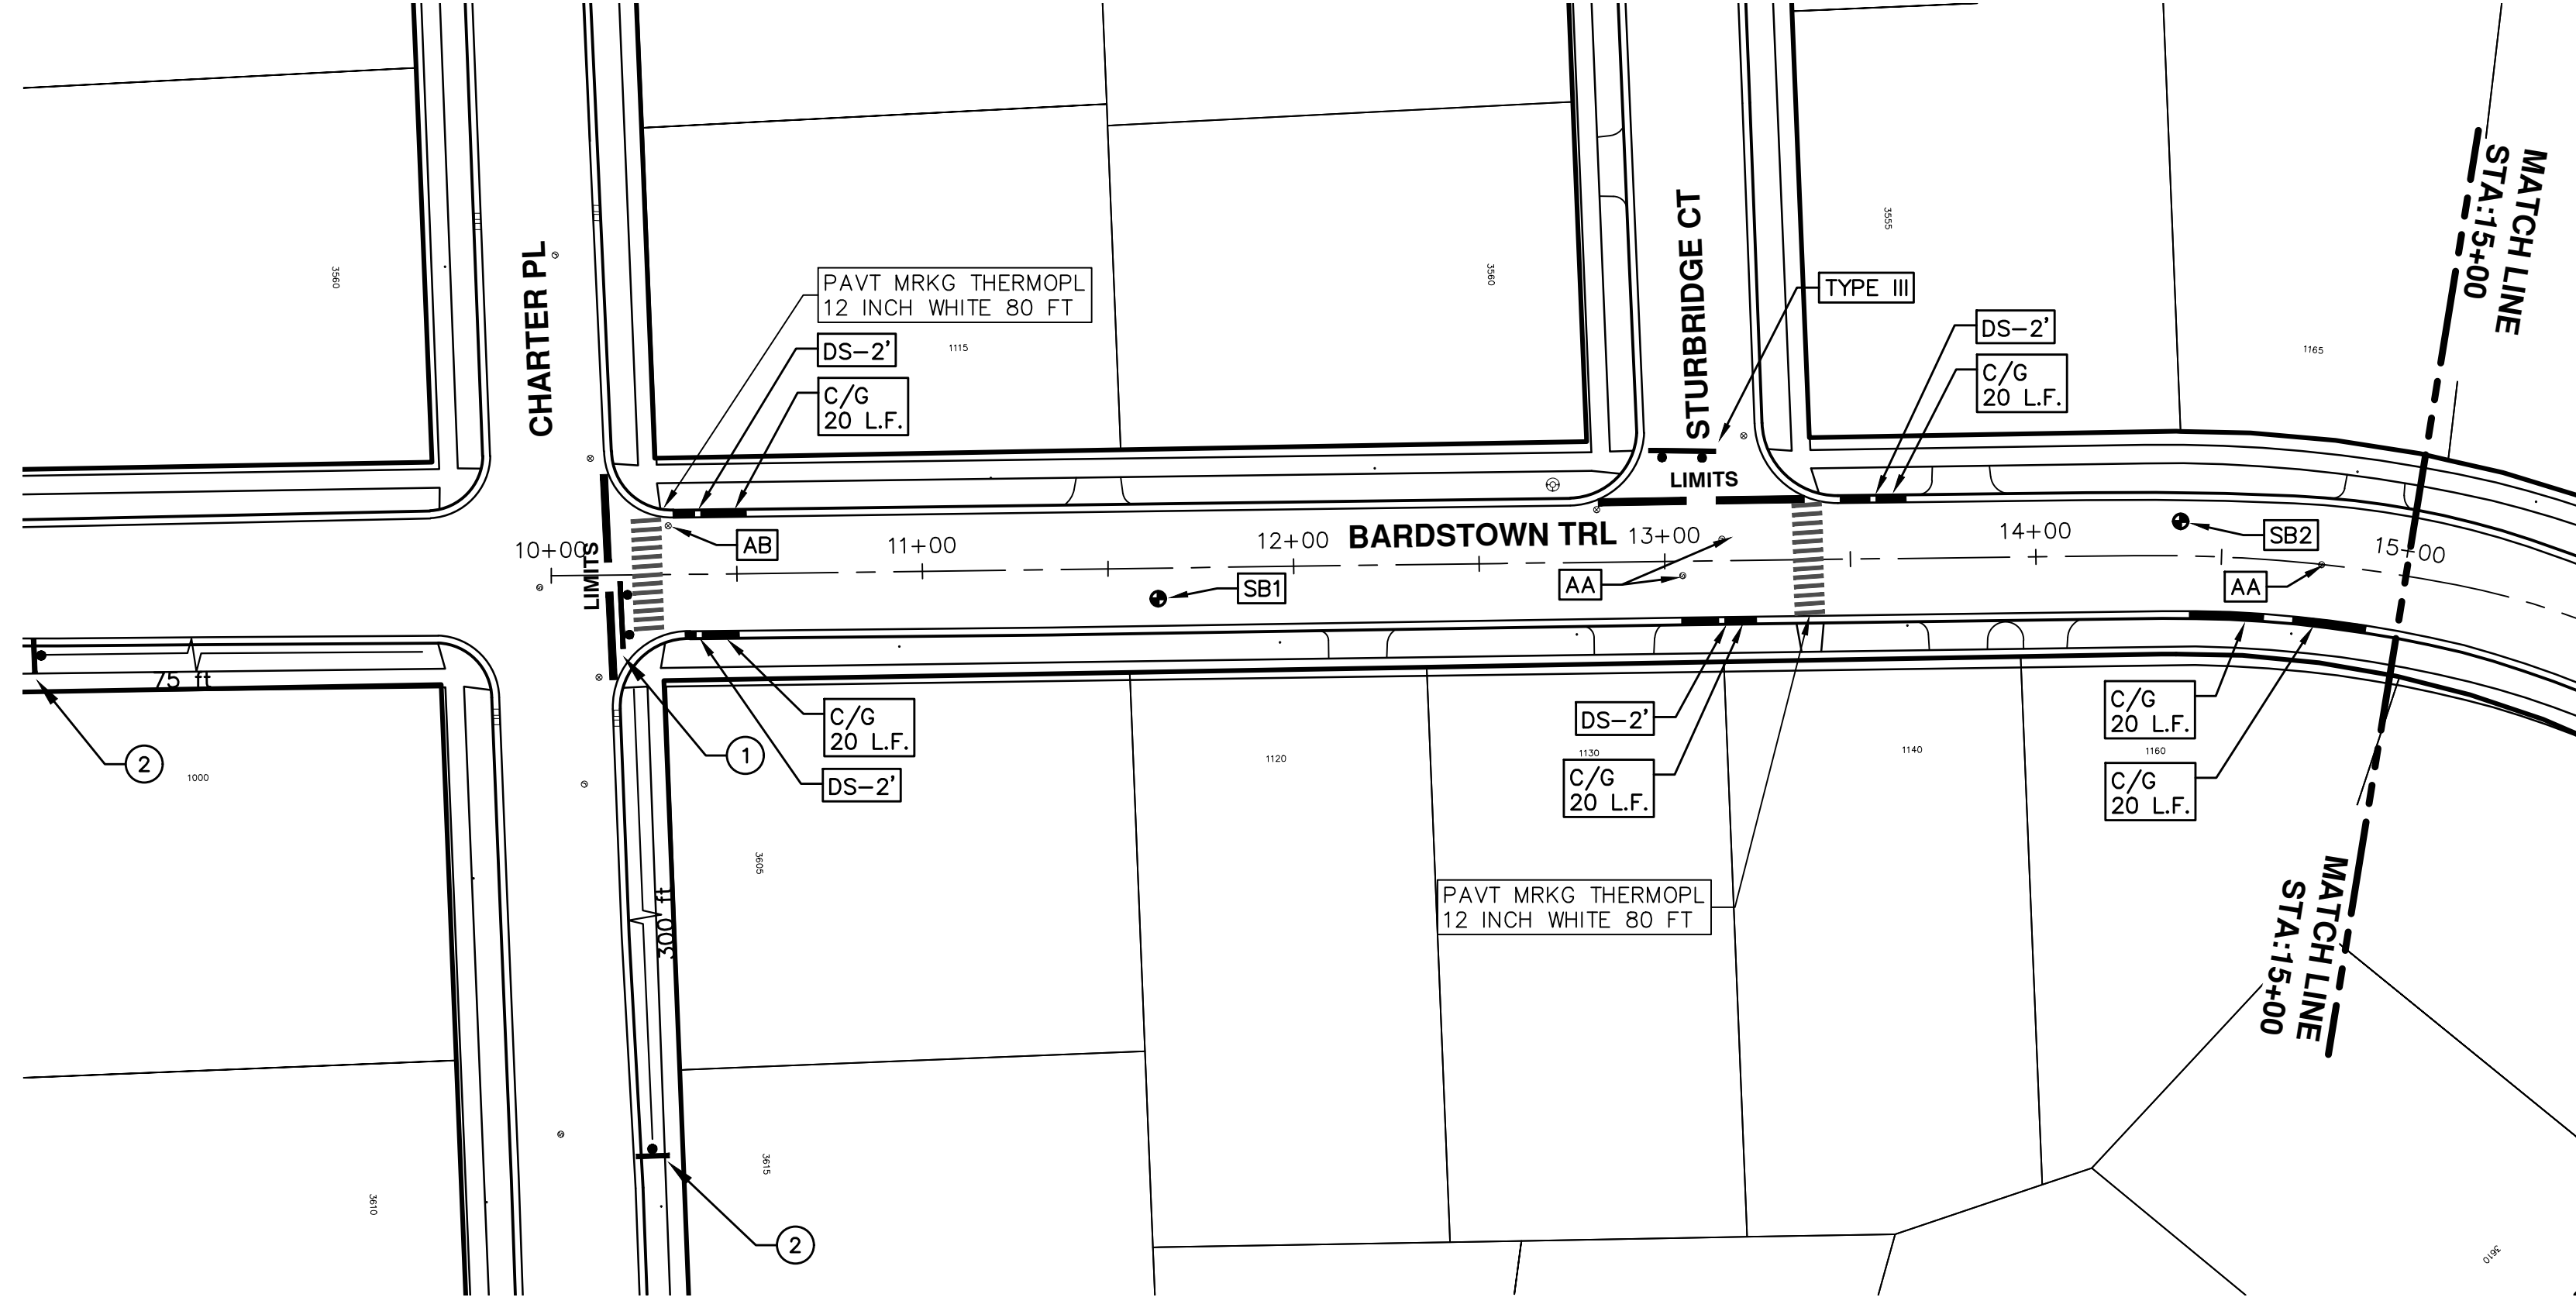 MATCH LINE
STA:15+00
CHARTER PL
STURBRIDGE CT
3560
3560
3555
PAVT MRKG THERMOPL
12 INCH WHITE 80 FT
TYPE III
DS-2'
1115
C/G
20 L.F.
DS-2'
1165
C/G
20 L.F.
LIMITS
10+00
LIMITS
AB
11+00
12+00
BARDSTOWN TRL
13+00
14+00
SB2
15+00
AA
SB1
AA
75 ft
2
1000
C/G
20 L.F.
1
DS-2'
1120
DS-2'
1130
C/G
20 L.F.
1140
C/G
20 L.F.
1160
C/G
20 L.F.
3605
300 ft
PAVT MRKG THERMOPL
12 INCH WHITE 80 FT
MATCH LINE
STA:15+00
3610
3615
2
3610